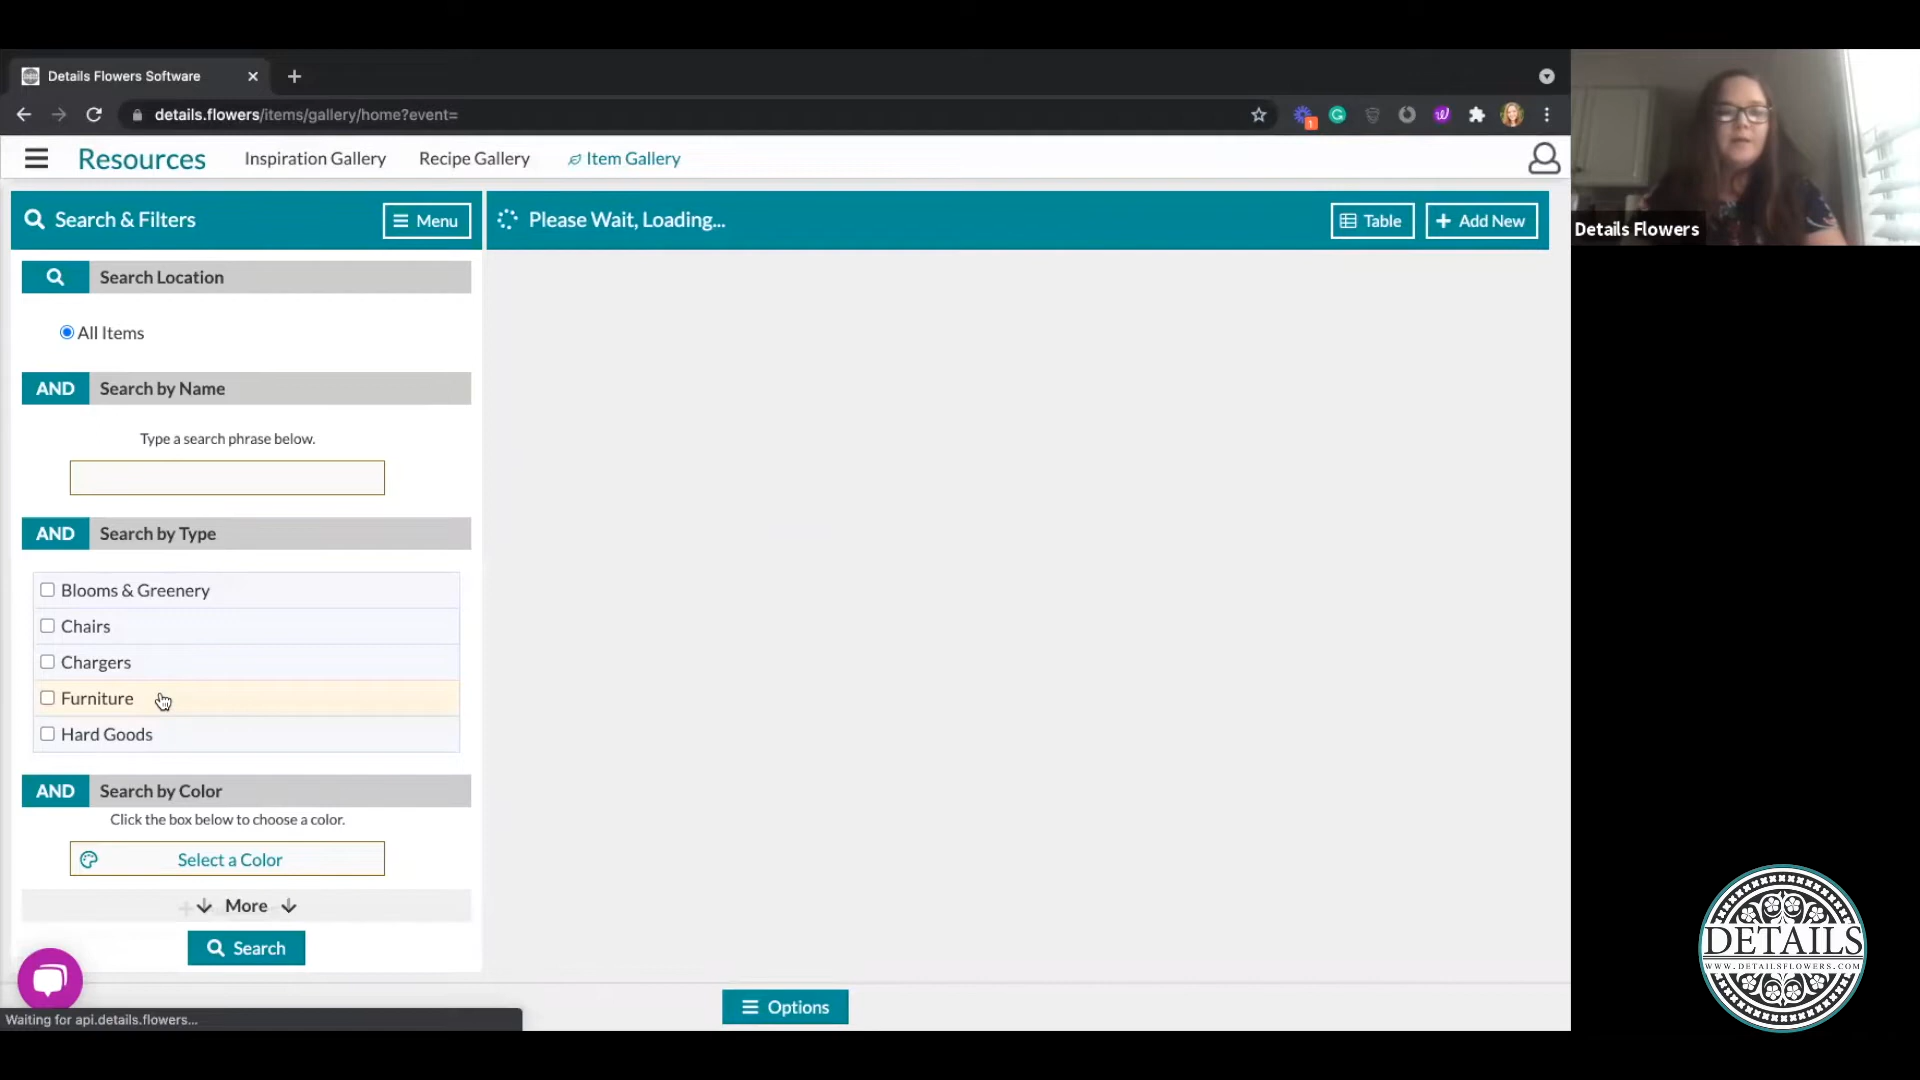 Details Flowers Software
details.flowers/items/gallery/home?event=
1
Resources
Inspiration Gallery
Recipe Gallery
Item Gallery
Details Flowers
Search & Filters
Menu
Please Wait, Loading...
Table
Add New
Search Location
All Items
AND Search by Name
Type a search phrase below.
AND Search by Type
Blooms & Greenery
Chairs
Chargers
Furniture
Hard Goods
AND Search by Color
Click the box below to choose a color.
Select a Color
More
Search
Options
Waiting for api.details.flowers...
DETAILS
WWW.DETAILSFLOWERS.COM